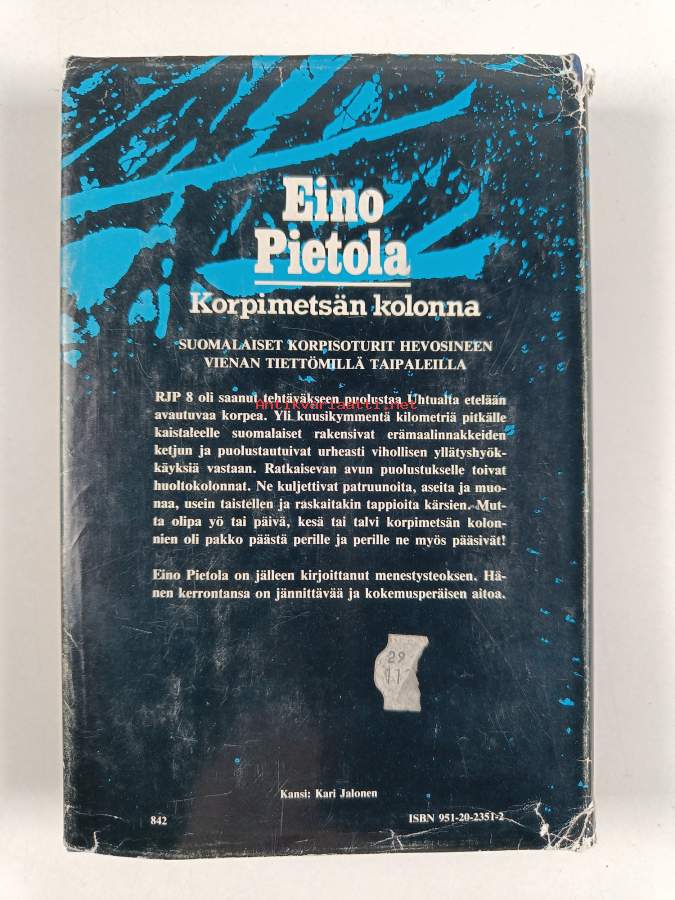 Eino
Pietola
Korpimetsän kolonna
SUOMALAISET KORPISOTURIT HEVOSINEEN
VIENAN TIETTÖMILLÄ TAIPALEILLA
RJP 8 oli saanut tehtäväkseen puolustaa Uhtualta etelään
Antikvariaatti.net
avautuvaa korpea. Yli kuusikymmentä kilometriä pitkälle
kaistaleelle suomalaiset rakensivat erämaalinnakkeiden
ketjun ja puolustautuivat urheasti vihollisen yllätyshyök-
käyksiä vastaan. Ratkaisevan avun puolustukselle toivat
huoltokolonnat. Ne kuljettivat patruunoita, aseita ja muo-
naa, usein taistellen ja raskaitakin tappioita kärsien. Mut-
ta olipa yö tai päivä, kesä tai talvi korpimetsän kolon-
nien oli pakko päästä perille ja perille ne myös pääsivät!
Eino Pietola on jälleen kirjoittanut menestysteoksen. Hä-
nen kerrontansa on jännittävää ja kokemusperäisen aitoa.
29
Kansi: Kari Jalonen
842
ISBN 951-20-2351-2